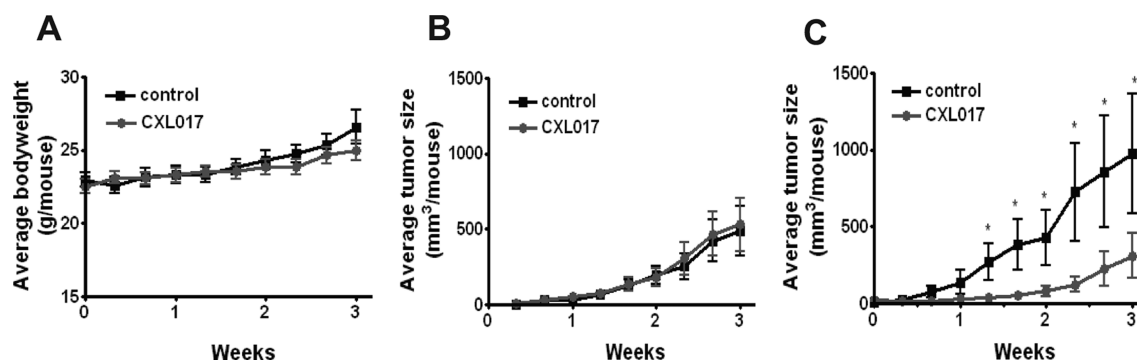 A
Average bodyweight
(g/mouse)
30
25
20
15
control
CXL017
0
1
2
3
Weeks
B
Average tumor size
(mm³/mouse)
1500
1000
500
0
control
CXL017
0
1
2
3
Weeks
C
Average tumor size
(mm³/mouse)
1500
1000
500
0
control
CXL017
*
*
*
*
*
*
0
1
2
3
Weeks